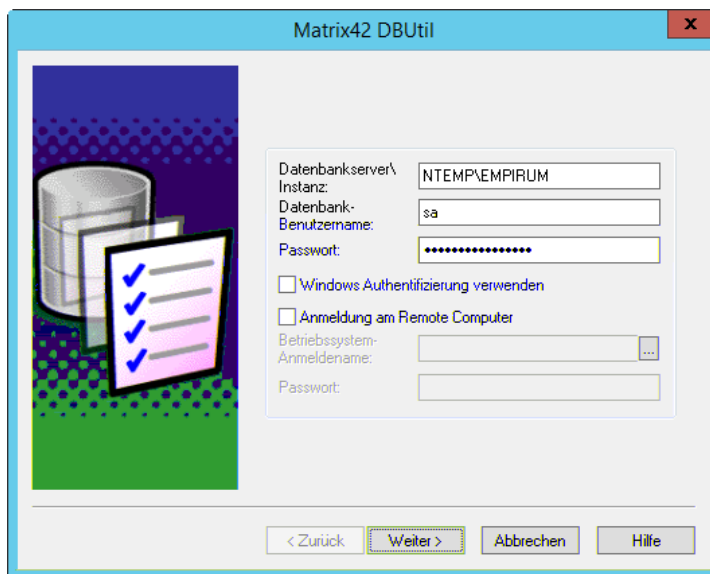 Matrix42 DBUtil
x
Datenbankserver\
Instanz:
NTEMP\EMPIRUM
Datenbank-
Benutzername:
sa
Passwort:
••••••••••••••••
Windows Authentifizierung verwenden
Anmeldung am Remote Computer
Betriebssystem-
Anmeldename:
...
Passwort:
< Zurück
Weiter >
Abbrechen
Hilfe